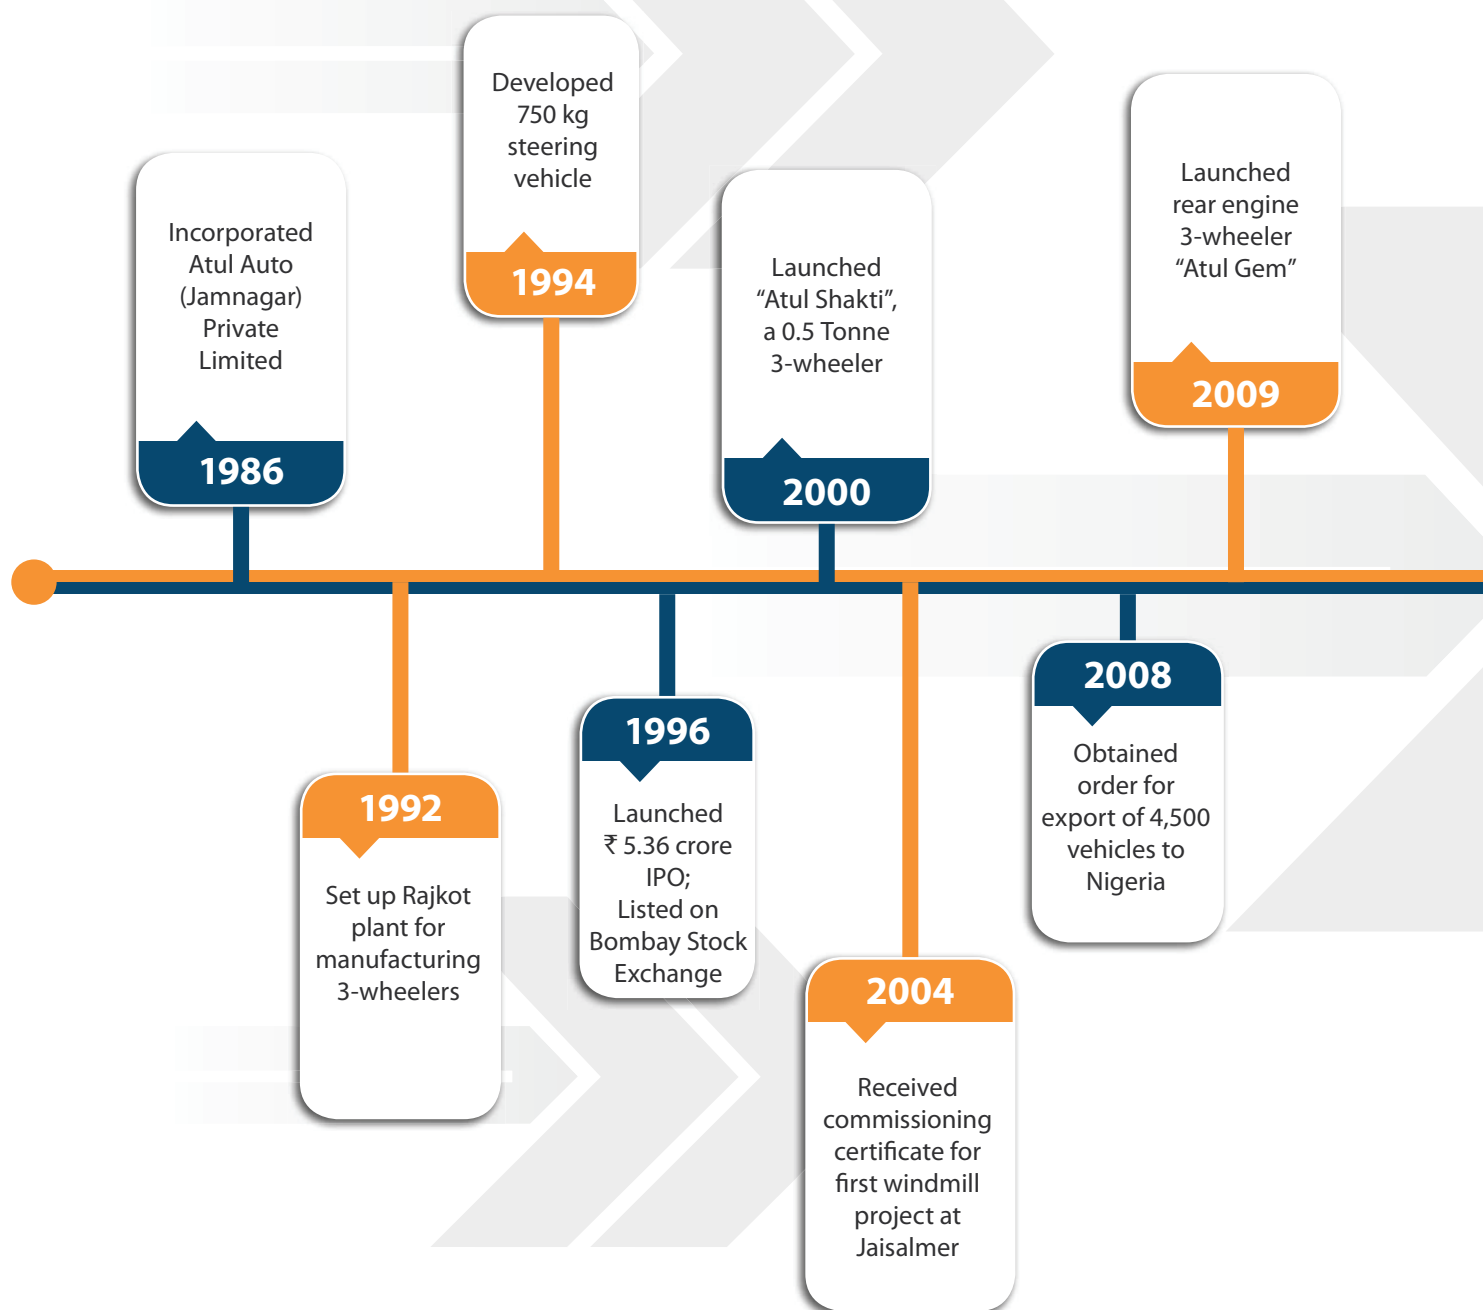 Incorporated
Atul Auto
(Jamnagar)
Private
Limited
1986
Set up Rajkot
plant for
manufacturing
3-wheelers
1992
Developed
750 kg
steering
vehicle
1994
1996
Launched
₹ 5.36 crore
IPO;
Listed on
Bombay Stock
Exchange
Launched
“Atul Shakti”,
a 0.5 Tonne
3-wheeler
2000
2004
Received
commissioning
certificate for
first windmill
project at
Jaisalmer
2008
Obtained
order for
export of 4,500
vehicles to
Nigeria
Launched
rear engine
3-wheeler
“Atul Gem”
2009